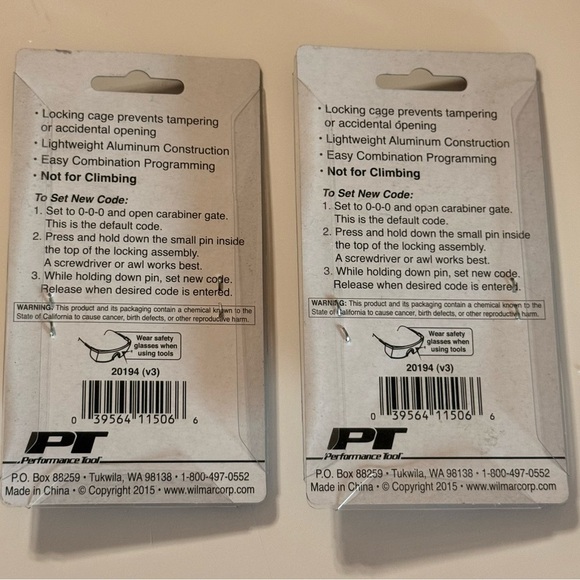 • Locking cage prevents tampering
or accidental opening
• Lightweight Aluminum Construction
• Easy Combination Programming
• Not for Climbing
To Set New Code:
1. Set to 0-0-0 and open carabiner gate.
This is the default code.
2. Press and hold down the small pin inside
the top of the locking assembly.
A screwdriver or awl works best.
3. While holding down pin, set new code.
Release when desired code is entered.
WARNING: This product and its packaging contain a chemical known to the
State of California to cause cancer, birth defects, or other reproductive harm.
Wear safety
glasses when
using tools
20194 (v3)
0 39564 11506 6
PT
Performance Tool®
P.O. Box 88259 • Tukwila, WA 98138 • 1-800-497-0552
Made in China • © Copyright 2015 • www.wilmarcorp.com
• Locking cage prevents tampering
or accidental opening
• Lightweight Aluminum Construction
• Easy Combination Programming
• Not for Climbing
To Set New Code:
1. Set to 0-0-0 and open carabiner gate.
This is the default code.
2. Press and hold down the small pin inside
the top of the locking assembly.
A screwdriver or awl works best.
3. While holding down pin, set new code.
Release when desired code is entered.
WARNING: This product and its packaging contain a chemical known to the
State of California to cause cancer, birth defects, or other reproductive harm.
Wear safety
glasses when
using tools
20194 (v3)
0 39564 11506 6
PT
Performance Tool®
P.O. Box 88259 • Tukwila, WA 98138 • 1-800-497-0552
Made in China • © Copyright 2015 • www.wilmarcorp.com